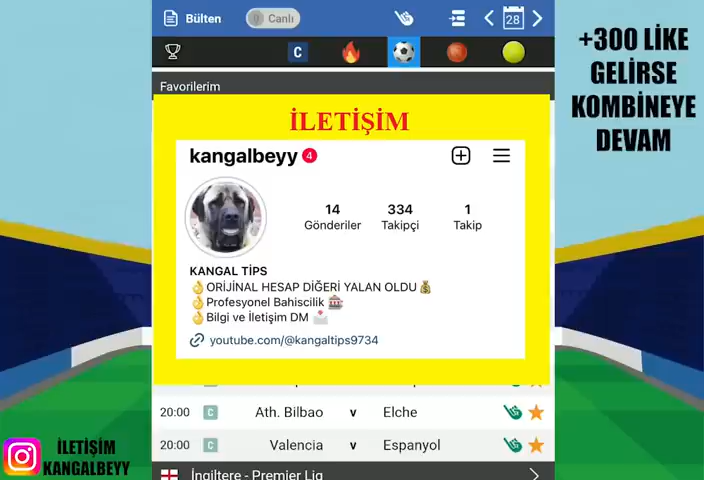 Bülten
Canlı
28
C
Favorilerim
+300 LİKE
GELİRSE
KOMBİNEYE
DEVAM
İLETİŞİM
kangalbeyy 4
14 334 1
Gönderiler Takipçi Takip
KANGAL TİPS
👌ORİJİNAL HESAP DİĞERİ YALAN OLDU💰
👌Profesyonel Bahiscilik 🎰
👌Bilgi ve İletişim DM 📩
youtube.com/@kangaltips9734
20:00 C Ath. Bilbao v Elche
20:00 C Valencia v Espanyol
İngiltere - Premier Lig
İLETİŞİM
KANGALBEYY